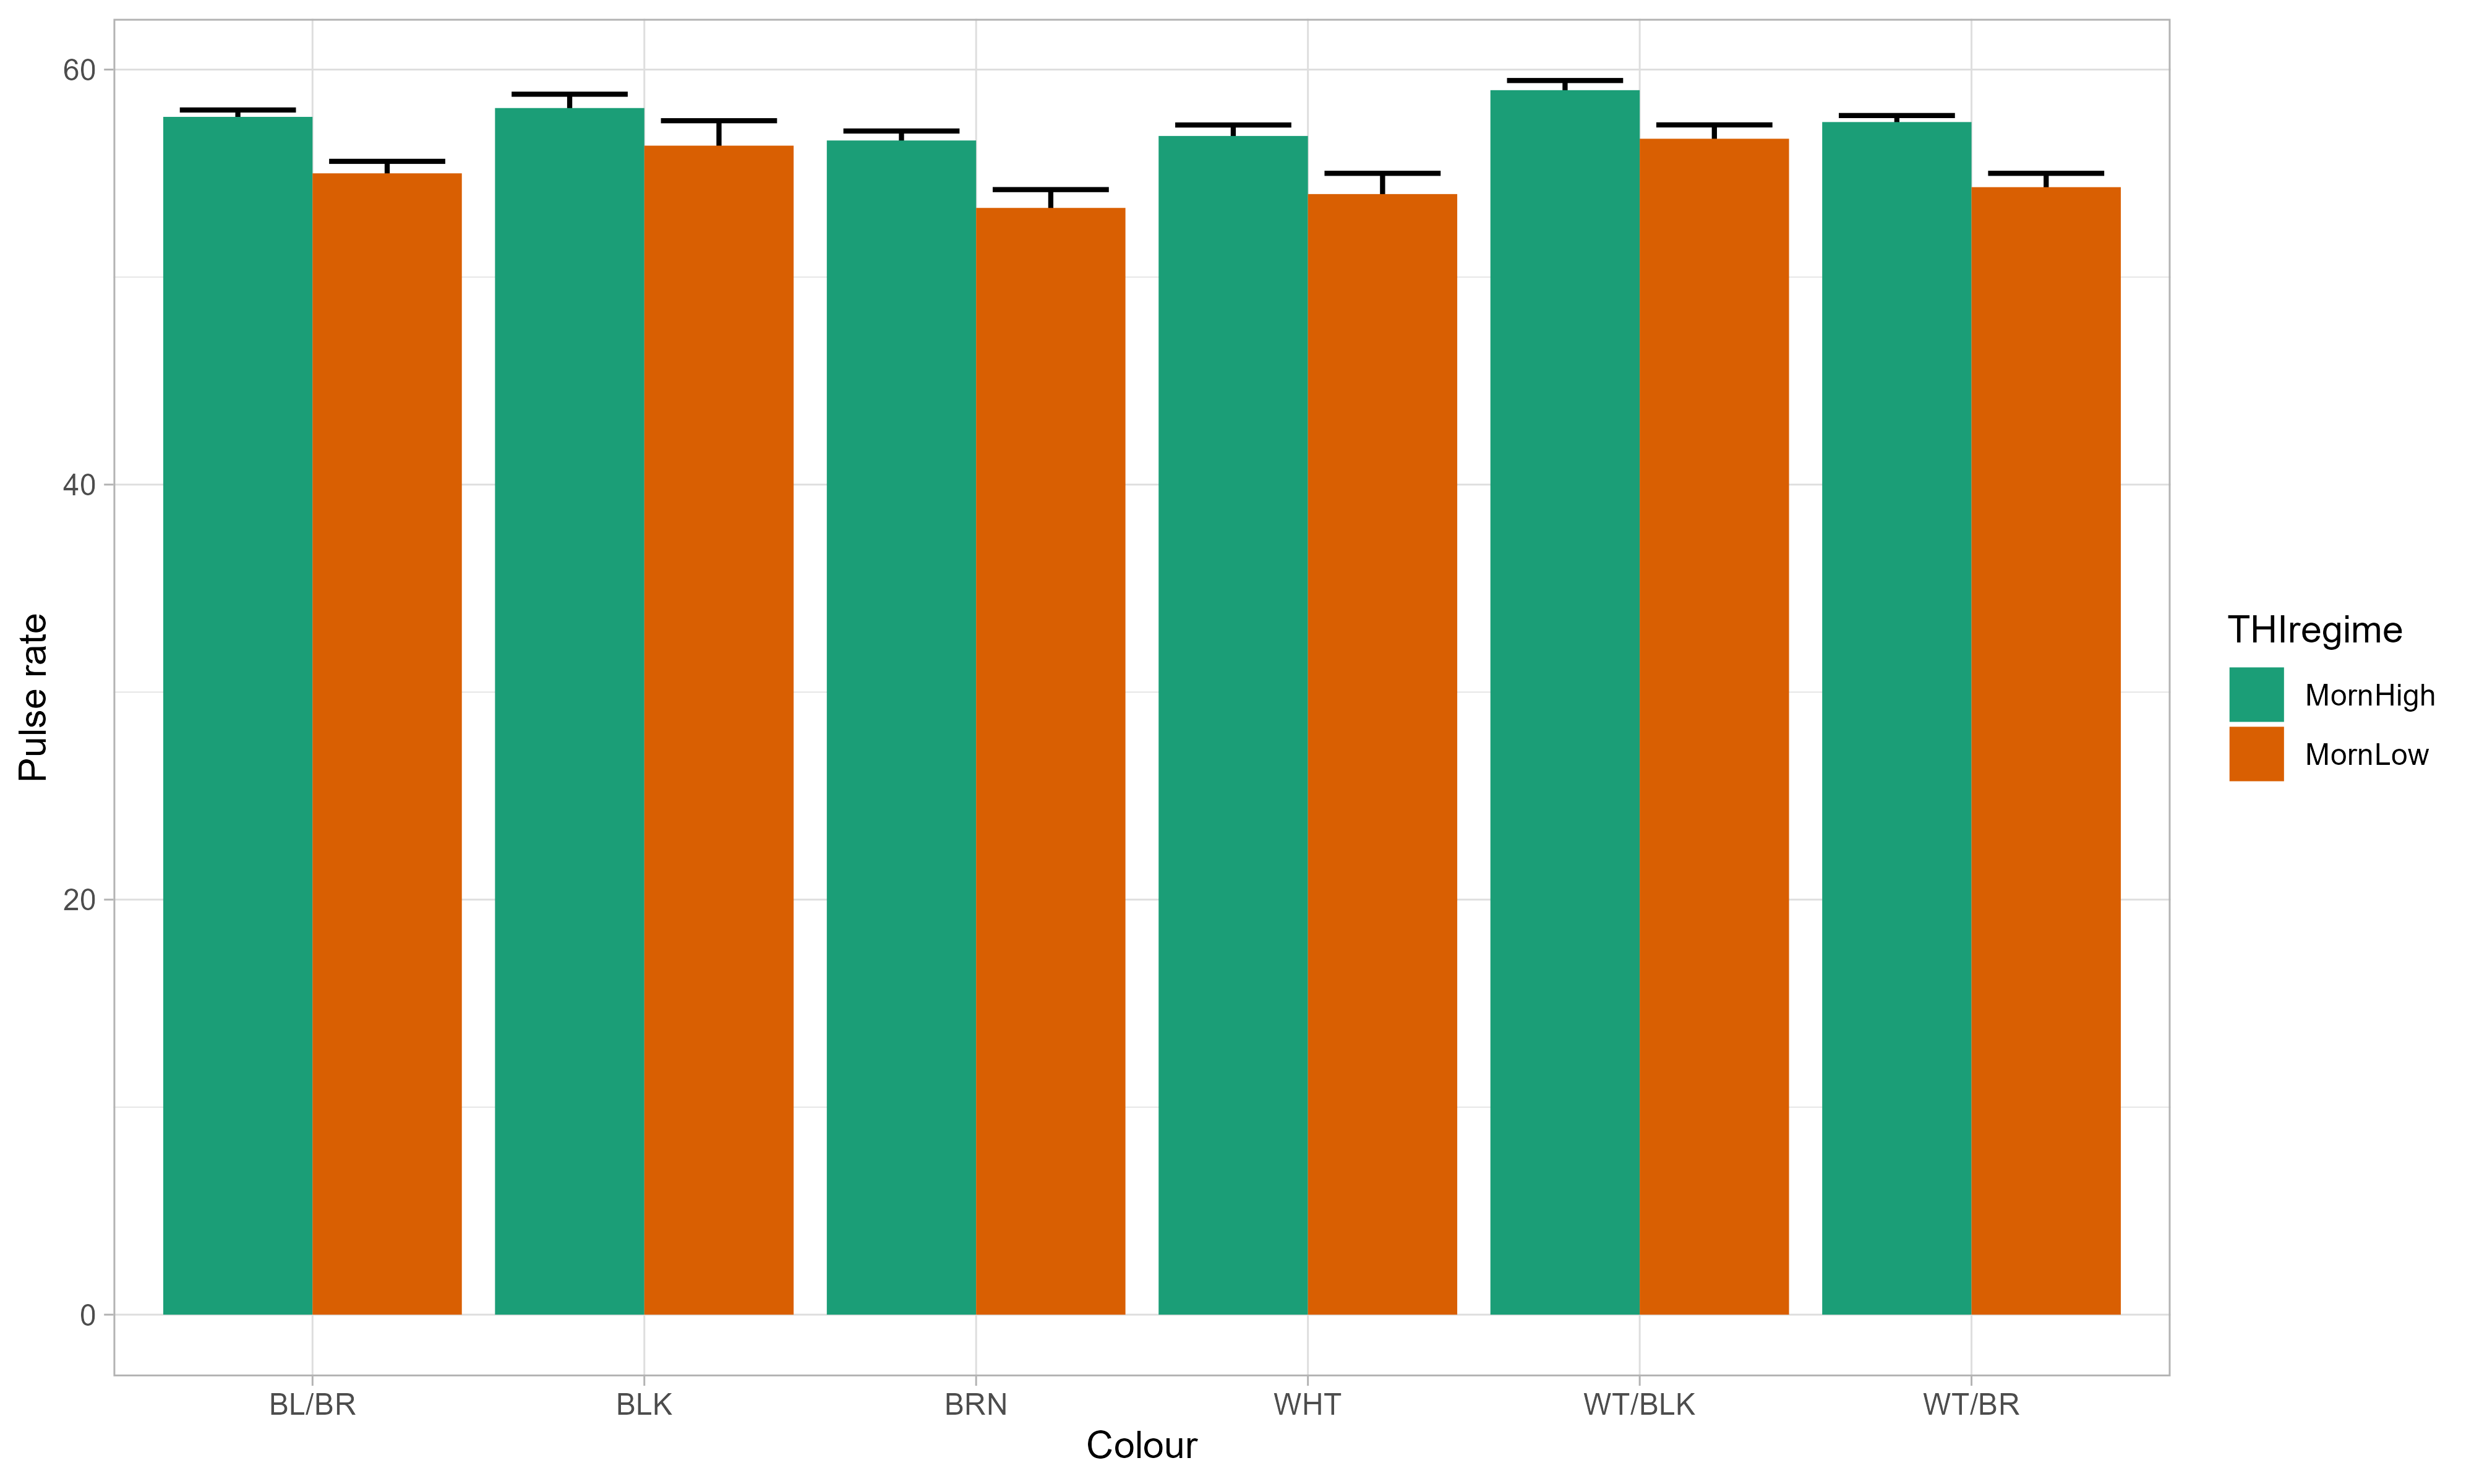 60
40
20
0
Pulse rate
BL/BR BLK BRN WHT WT/BLK WT/BR
Colour
THIregime
MornHigh
MornLow